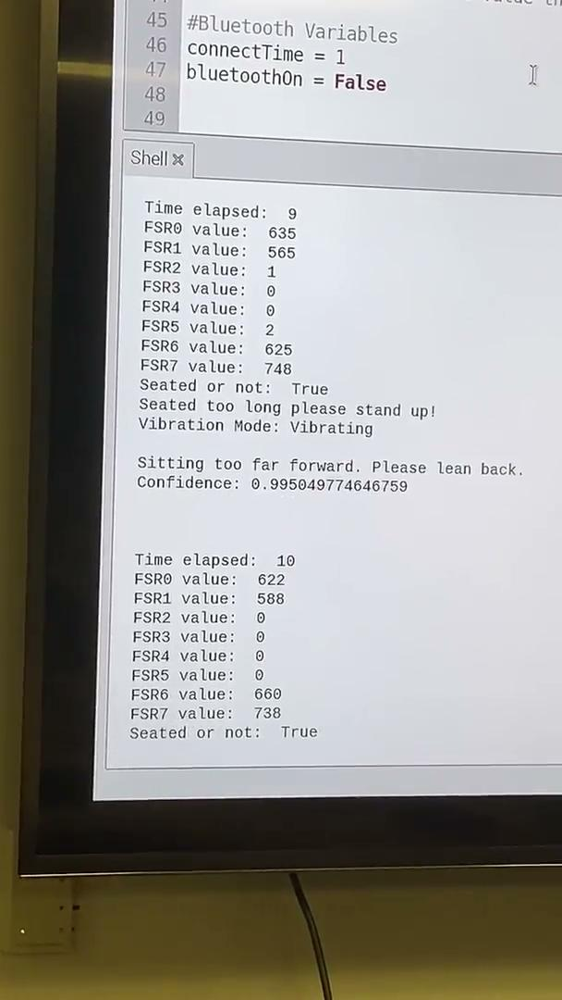 45
#Bluetooth Variables
46
connectTime = 1
47
bluetoothOn = False
48
49
Shell
Time elapsed: 9
FSR0 value: 635
FSR1 value: 565
FSR2 value: 1
FSR3 value: 0
FSR4 value: 0
FSR5 value: 2
FSR6 value: 625
FSR7 value: 748
Seated or not: True
Seated too long please stand up!
Vibration Mode: Vibrating
Sitting too far forward. Please lean back.
Confidence: 0.995049774646759
Time elapsed: 10
FSR0 value: 622
FSR1 value: 588
FSR2 value: 0
FSR3 value: 0
FSR4 value: 0
FSR5 value: 0
FSR6 value: 660
FSR7 value: 738
Seated or not: True